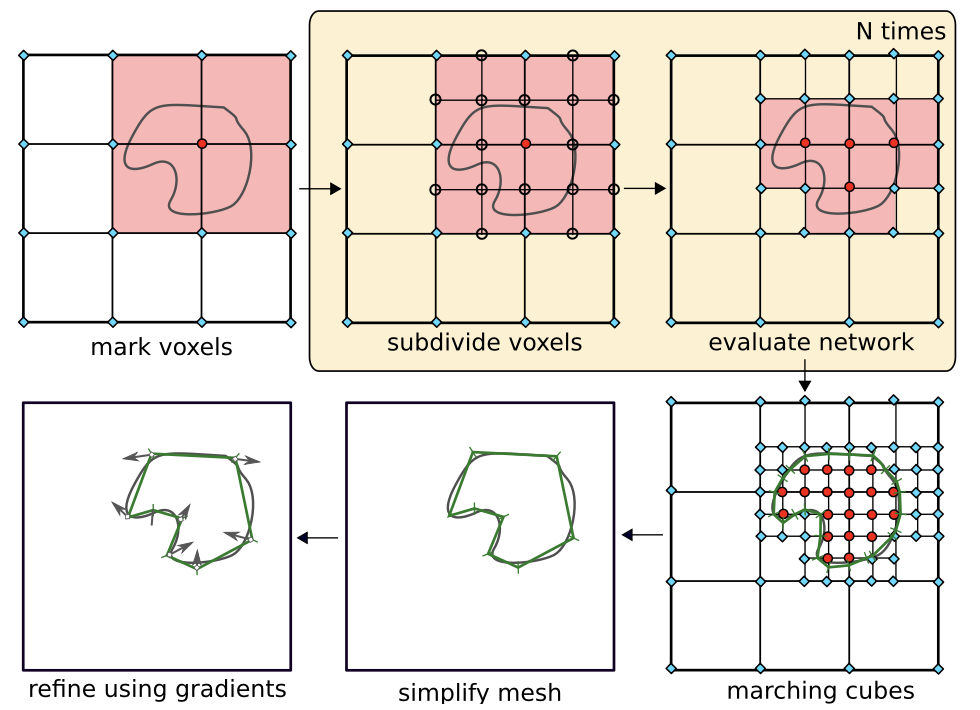 N times
mark voxels
subdivide voxels
evaluate network
refine using gradients
simplify mesh
marching cubes